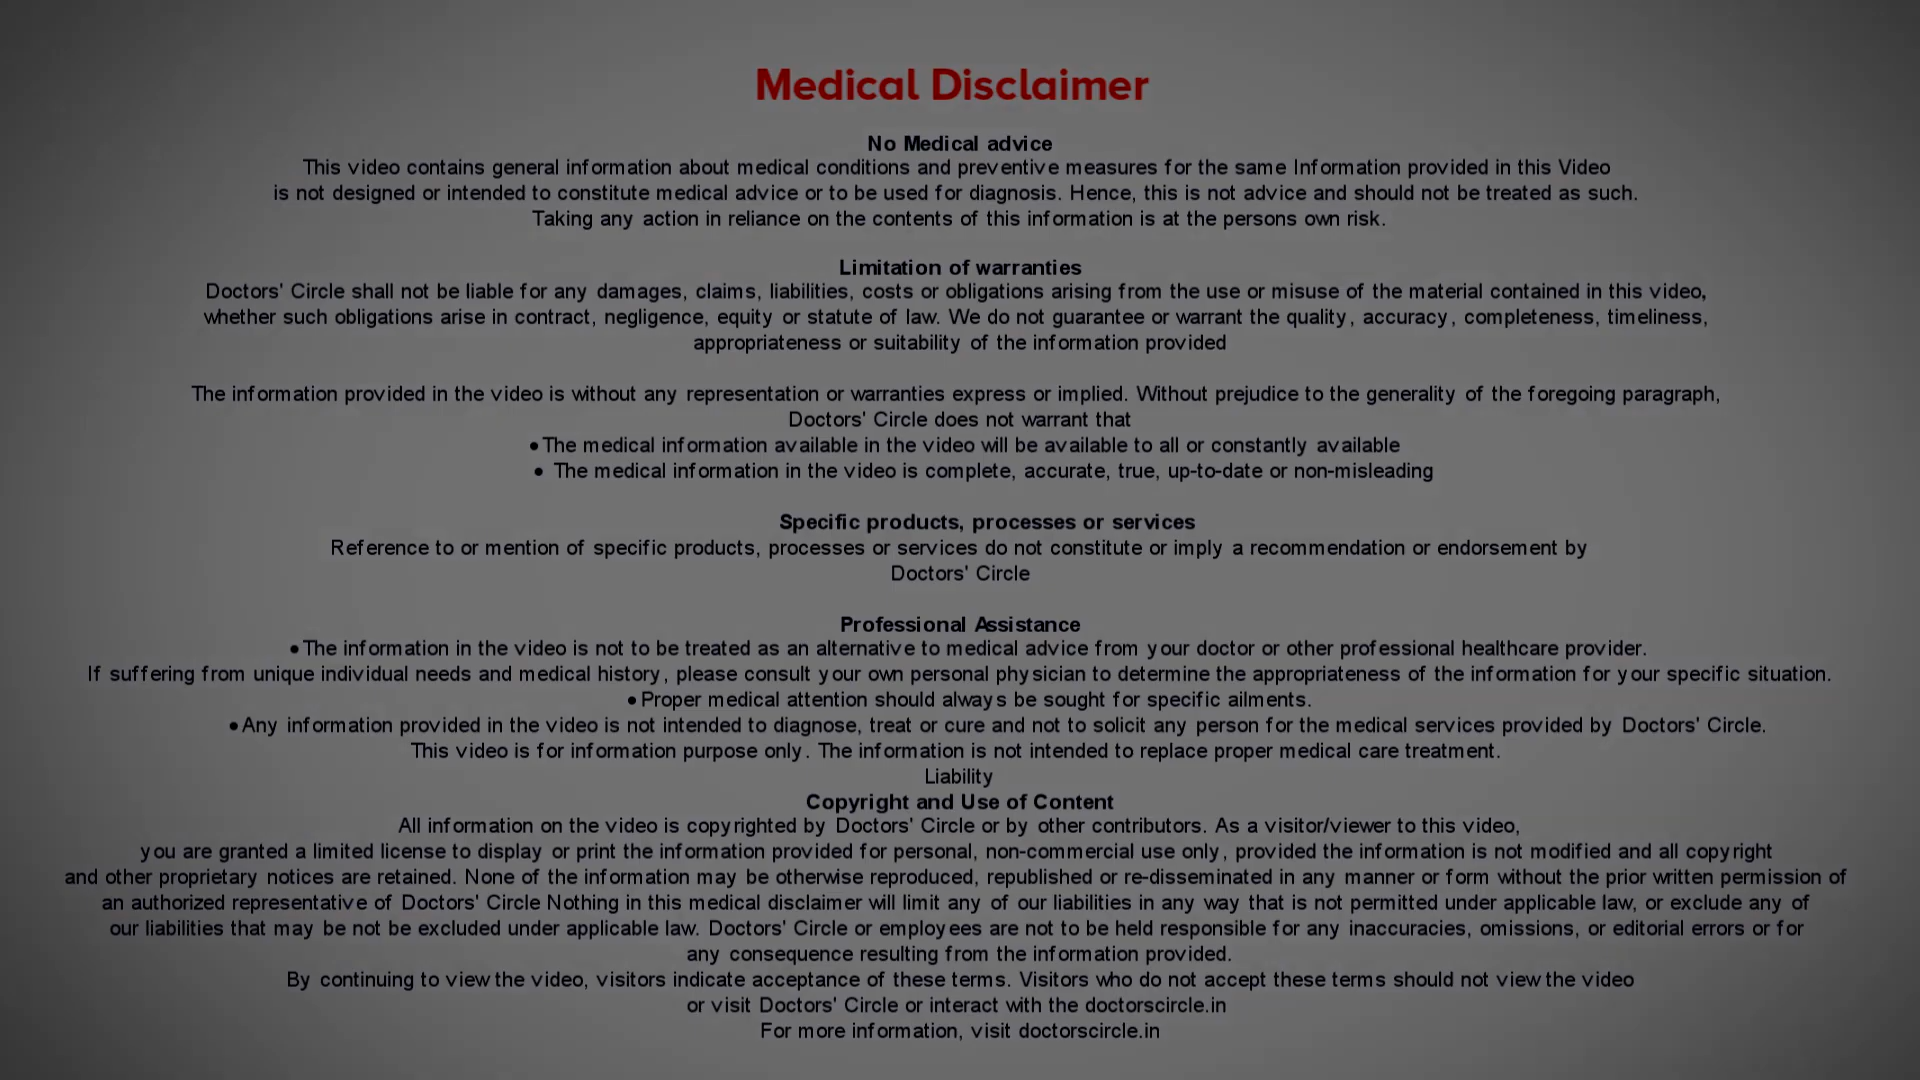 Medical Disclaimer
No Medical advice
This video contains general information about medical conditions and preventive measures for the same Information provided in this Video
is not designed or intended to constitute medical advice or to be used for diagnosis. Hence, this is not advice and should not be treated as such.
Taking any action in reliance on the contents of this information is at the persons own risk.
Limitation of warranties
Doctors' Circle shall not be liable for any damages, claims, liabilities, costs or obligations arising from the use or misuse of the material contained in this video,
whether such obligations arise in contract, negligence, equity or statute of law. We do not guarantee or warrant the quality, accuracy, completeness, timeliness,
appropriateness or suitability of the information provided
The information provided in the video is without any representation or warranties express or implied. Without prejudice to the generality of the foregoing paragraph,
Doctors' Circle does not warrant that
•The medical information available in the video will be available to all or constantly available
• The medical information in the video is complete, accurate, true, up-to-date or non-misleading
Specific products, processes or services
Reference to or mention of specific products, processes or services do not constitute or imply a recommendation or endorsement by
Doctors' Circle
Professional Assistance
•The information in the video is not to be treated as an alternative to medical advice from your doctor or other professional healthcare provider.
If suffering from unique individual needs and medical history, please consult your own personal physician to determine the appropriateness of the information for your specific situation.
•Proper medical attention should always be sought for specific ailments.
•Any information provided in the video is not intended to diagnose, treat or cure and not to solicit any person for the medical services provided by Doctors' Circle.
This video is for information purpose only. The information is not intended to replace proper medical care treatment.
Liability
Copyright and Use of Content
All information on the video is copyrighted by Doctors' Circle or by other contributors. As a visitor/viewer to this video,
you are granted a limited license to display or print the information provided for personal, non-commercial use only, provided the information is not modified and all copyright
and other proprietary notices are retained. None of the information may be otherwise reproduced, republished or re-disseminated in any manner or form without the prior written permission of
an authorized representative of Doctors' Circle Nothing in this medical disclaimer will limit any of our liabilities in any way that is not permitted under applicable law, or exclude any of
our liabilities that may be not be excluded under applicable law. Doctors' Circle or employees are not to be held responsible for any inaccuracies, omissions, or editorial errors or for
any consequence resulting from the information provided.
By continuing to view the video, visitors indicate acceptance of these terms. Visitors who do not accept these terms should not view the video
or visit Doctors' Circle or interact with the doctorscircle.in
For more information, visit doctorscircle.in